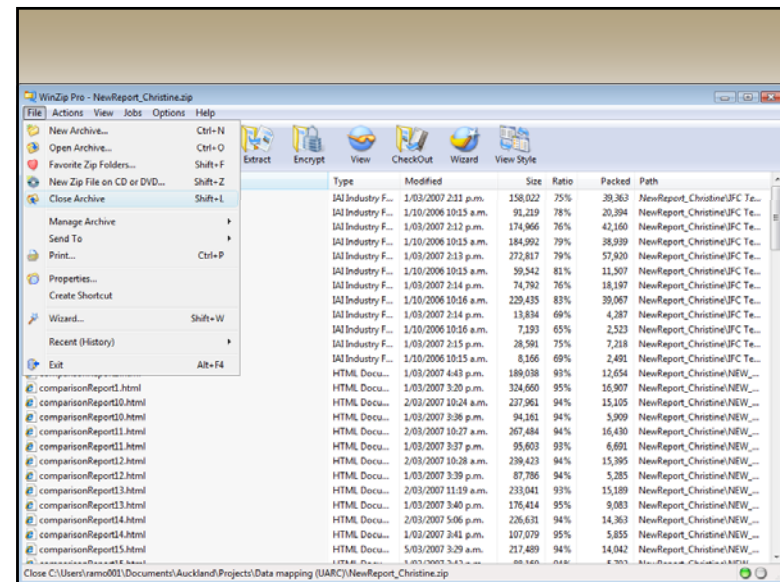 WinZip Pro - NewReport_Christine.zip
File Actions View Jobs Options Help
New Archive... Ctrl+N
Open Archive... Ctrl+O
Favorite Zip Folders... Shift+F
New Zip File on CD or DVD... Shift+Z
Close Archive Shift+L
Manage Archive
Send To
Print... Ctrl+P
Properties...
Create Shortcut
Wizard... Shift+W
Recent (History)
Exit Alt+F4
Extract Encrypt View CheckOut Wizard View Style
Type Modified Size Ratio Packed Path
IAI Industry F... 1/03/2007 2:11 p.m. 158,022 75% 39,363 NewReport_Christine\IFC Te...
IAI Industry F... 1/10/2006 10:15 a.m. 91,219 78% 20,394 NewReport_Christine\IFC Te...
IAI Industry F... 1/03/2007 2:12 p.m. 174,966 76% 42,160 NewReport_Christine\IFC Te...
IAI Industry F... 1/10/2006 10:15 a.m. 184,992 79% 38,939 NewReport_Christine\IFC Te...
IAI Industry F... 1/03/2007 2:13 p.m. 272,817 79% 57,920 NewReport_Christine\IFC Te...
IAI Industry F... 1/10/2006 10:15 a.m. 59,542 81% 11,507 NewReport_Christine\IFC Te...
IAI Industry F... 1/03/2007 2:14 p.m. 74,792 76% 18,197 NewReport_Christine\IFC Te...
IAI Industry F... 1/10/2006 10:16 a.m. 229,435 83% 39,067 NewReport_Christine\IFC Te...
IAI Industry F... 1/03/2007 2:14 p.m. 13,834 69% 4,287 NewReport_Christine\IFC Te...
IAI Industry F... 1/10/2006 10:16 a.m. 7,193 65% 2,523 NewReport_Christine\IFC Te...
IAI Industry F... 1/03/2007 2:15 p.m. 28,591 75% 7,218 NewReport_Christine\IFC Te...
IAI Industry F... 1/10/2006 10:15 a.m. 8,166 69% 2,491 NewReport_Christine\IFC Te...
HTML Docu... 1/03/2007 4:43 p.m. 189,038 93% 12,654 NewReport_Christine\NEW_...
comparisonReport1.html HTML Docu... 1/03/2007 3:20 p.m. 324,660 95% 16,907 NewReport_Christine\NEW_...
comparisonReport10.html HTML Docu... 2/03/2007 10:24 a.m. 237,961 94% 15,105 NewReport_Christine\NEW_...
comparisonReport10.html HTML Docu... 1/03/2007 3:36 p.m. 94,161 94% 5,909 NewReport_Christine\NEW_...
comparisonReport11.html HTML Docu... 2/03/2007 10:27 a.m. 267,484 94% 16,430 NewReport_Christine\NEW_...
comparisonReport11.html HTML Docu... 1/03/2007 3:37 p.m. 95,603 93% 6,691 NewReport_Christine\NEW_...
comparisonReport12.html HTML Docu... 2/03/2007 10:28 a.m. 239,423 94% 15,395 NewReport_Christine\NEW_...
comparisonReport12.html HTML Docu... 1/03/2007 3:39 p.m. 87,786 94% 5,285 NewReport_Christine\NEW_...
comparisonReport13.html HTML Docu... 2/03/2007 11:19 a.m. 233,041 93% 15,189 NewReport_Christine\NEW_...
comparisonReport13.html HTML Docu... 1/03/2007 3:40 p.m. 176,414 95% 9,083 NewReport_Christine\NEW_...
comparisonReport14.html HTML Docu... 2/03/2007 5:06 p.m. 226,631 94% 14,363 NewReport_Christine\NEW_...
comparisonReport14.html HTML Docu... 1/03/2007 3:41 p.m. 107,079 95% 5,855 NewReport_Christine\NEW_...
comparisonReport15.html HTML Docu... 5/03/2007 3:29 a.m. 217,489 94% 14,042 NewReport_Christine\NEW_...
Close C:\Users\ramo001\Documents\Auckland\Projects\Data mapping (UARC)\NewReport_Christine.zip